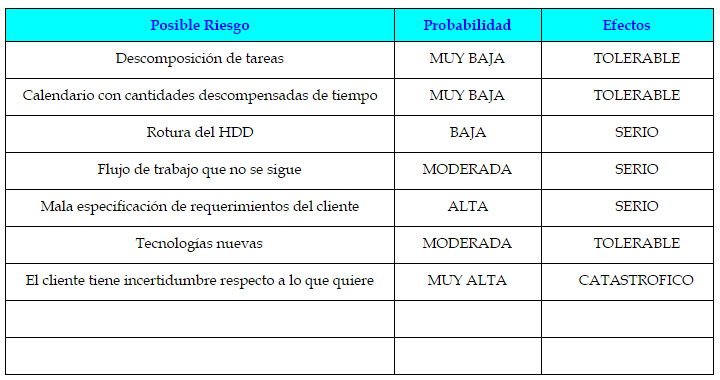 Posible Riesgo Probabilidad Efectos
Descomposición de tareas MUY BAJA TOLERABLE
Calendario con cantidades descompensadas de tiempo MUY BAJA TOLERABLE
Rotura del HDD BAJA SERIO
Flujo de trabajo que no se sigue MODERADA SERIO
Mala especificación de requerimientos del cliente ALTA SERIO
Tecnologías nuevas MODERADA TOLERABLE
El cliente tiene incertidumbre respecto a lo que quiere MUY ALTA CATASTROFICO